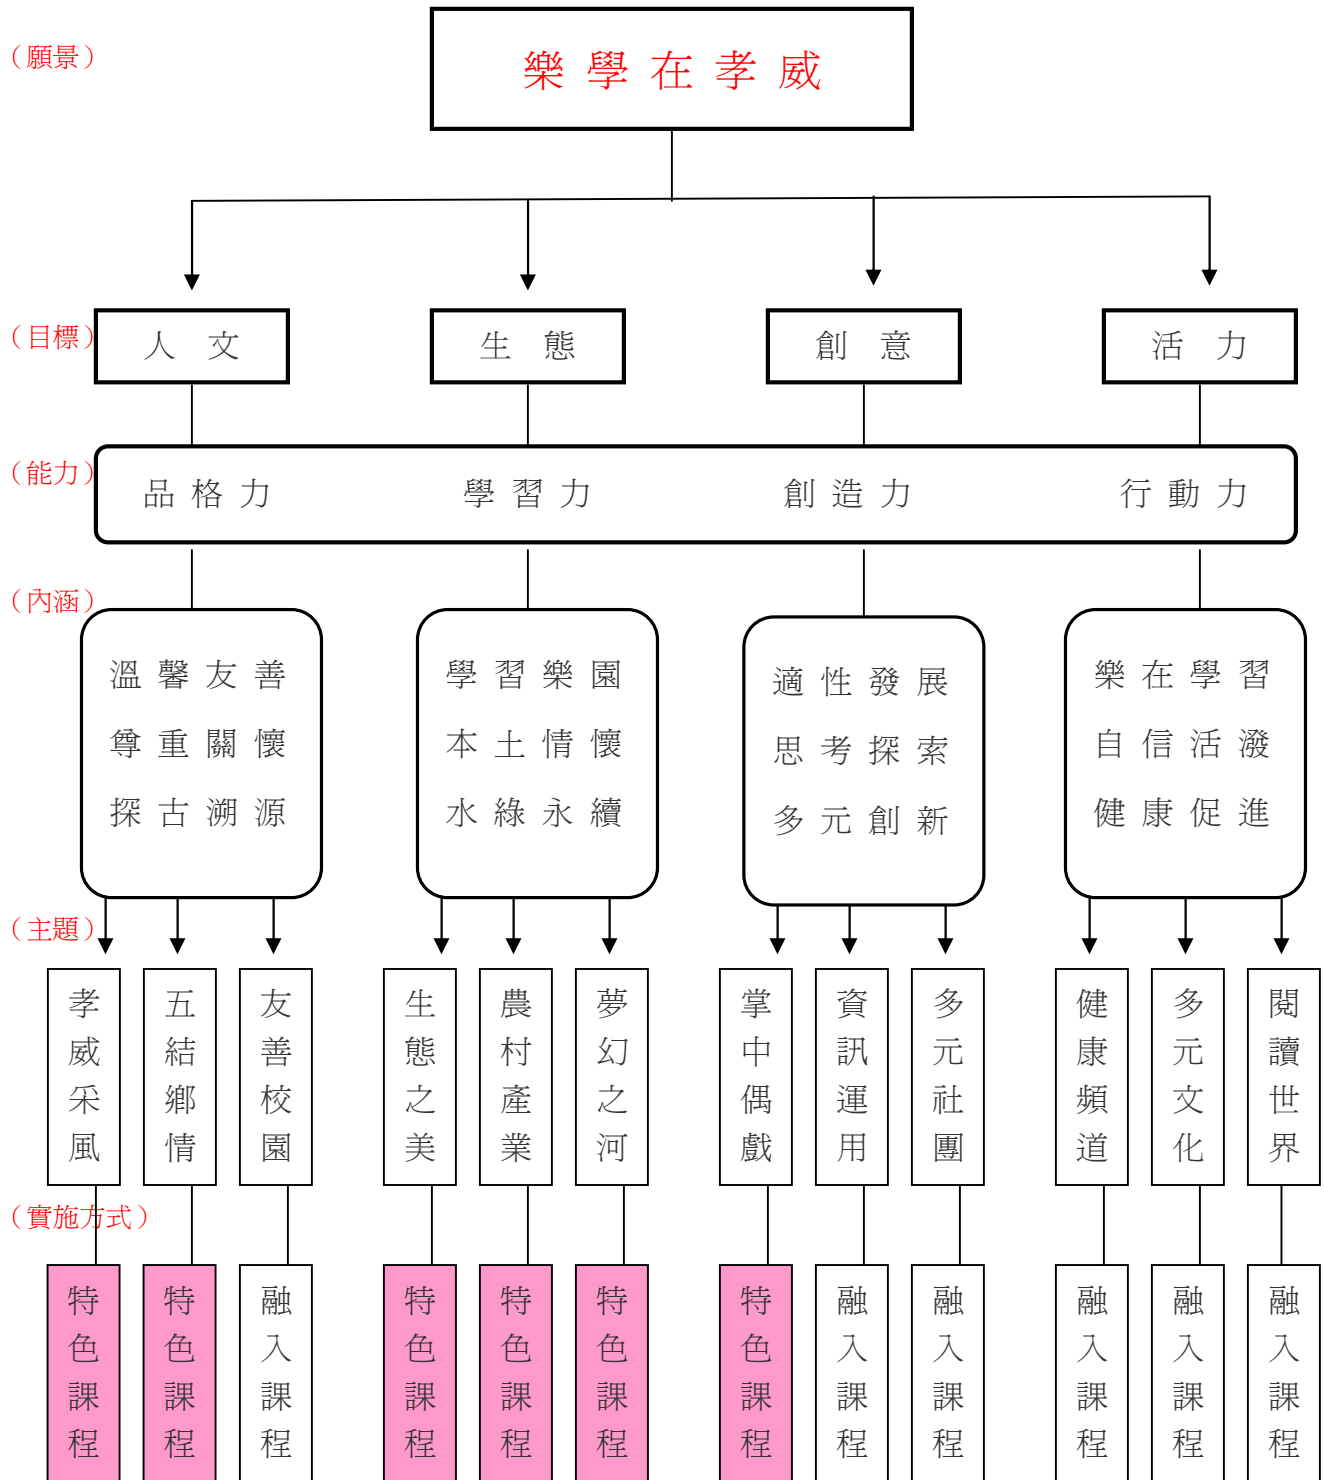 （願景）
樂學在孝威
（目標）
人文
生態
創意
活力
（能力）
品格力
學習力
創造力
行動力
（內涵）
溫馨友善
尊重關懷
探古溯源
學習樂園
本土情懷
水綠永續
適性發展
思考探索
多元創新
樂在學習
自信活潑
健康促進
（主題）
孝威采風
五結鄉情
友善校園
生態之美
農村產業
夢幻之河
掌中偶戲
資訊運用
多元社團
健康頻道
多元文化
閱讀世界
（實施方式）
特色課程
特色課程
融入課程
特色課程
特色課程
特色課程
特色課程
融入課程
融入課程
融入課程
融入課程
融入課程